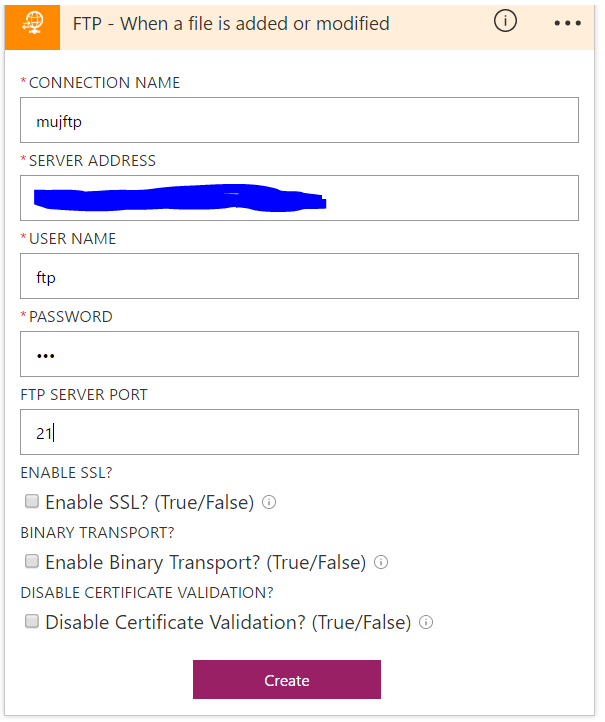 FTP - When a file is added or modified
*CONNECTION NAME
mujftp
*SERVER ADDRESS
*USER NAME
ftp
*PASSWORD
•••
FTP SERVER PORT
21
ENABLE SSL?
Enable SSL? (True/False)
BINARY TRANSPORT?
Enable Binary Transport? (True/False)
DISABLE CERTIFICATE VALIDATION?
Disable Certificate Validation? (True/False)
Create